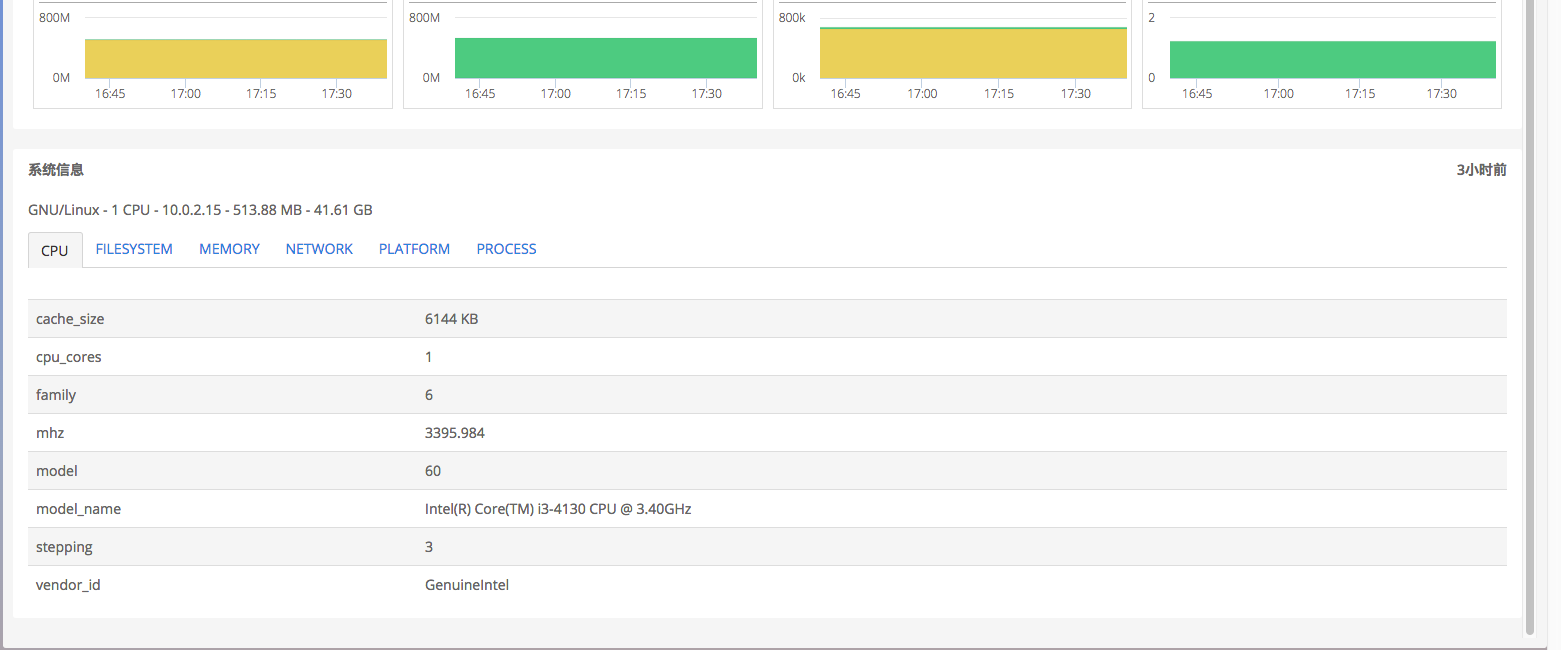 800M 800M 800k 2
0M 0M 0k 0
16:45 17:00 17:15 17:30 16:45 17:00 17:15 17:30 16:45 17:00 17:15 17:30 16:45 17:00 17:15 17:30
系统信息 3小时前
GNU/Linux - 1 CPU - 10.0.2.15 - 513.88 MB - 41.61 GB
CPU FILESYSTEM MEMORY NETWORK PLATFORM PROCESS
cache_size 6144 KB
cpu_cores 1
family 6
mhz 3395.984
model 60
model_name Intel(R) Core(TM) i3-4130 CPU @ 3.40GHz
stepping 3
vendor_id GenuineIntel